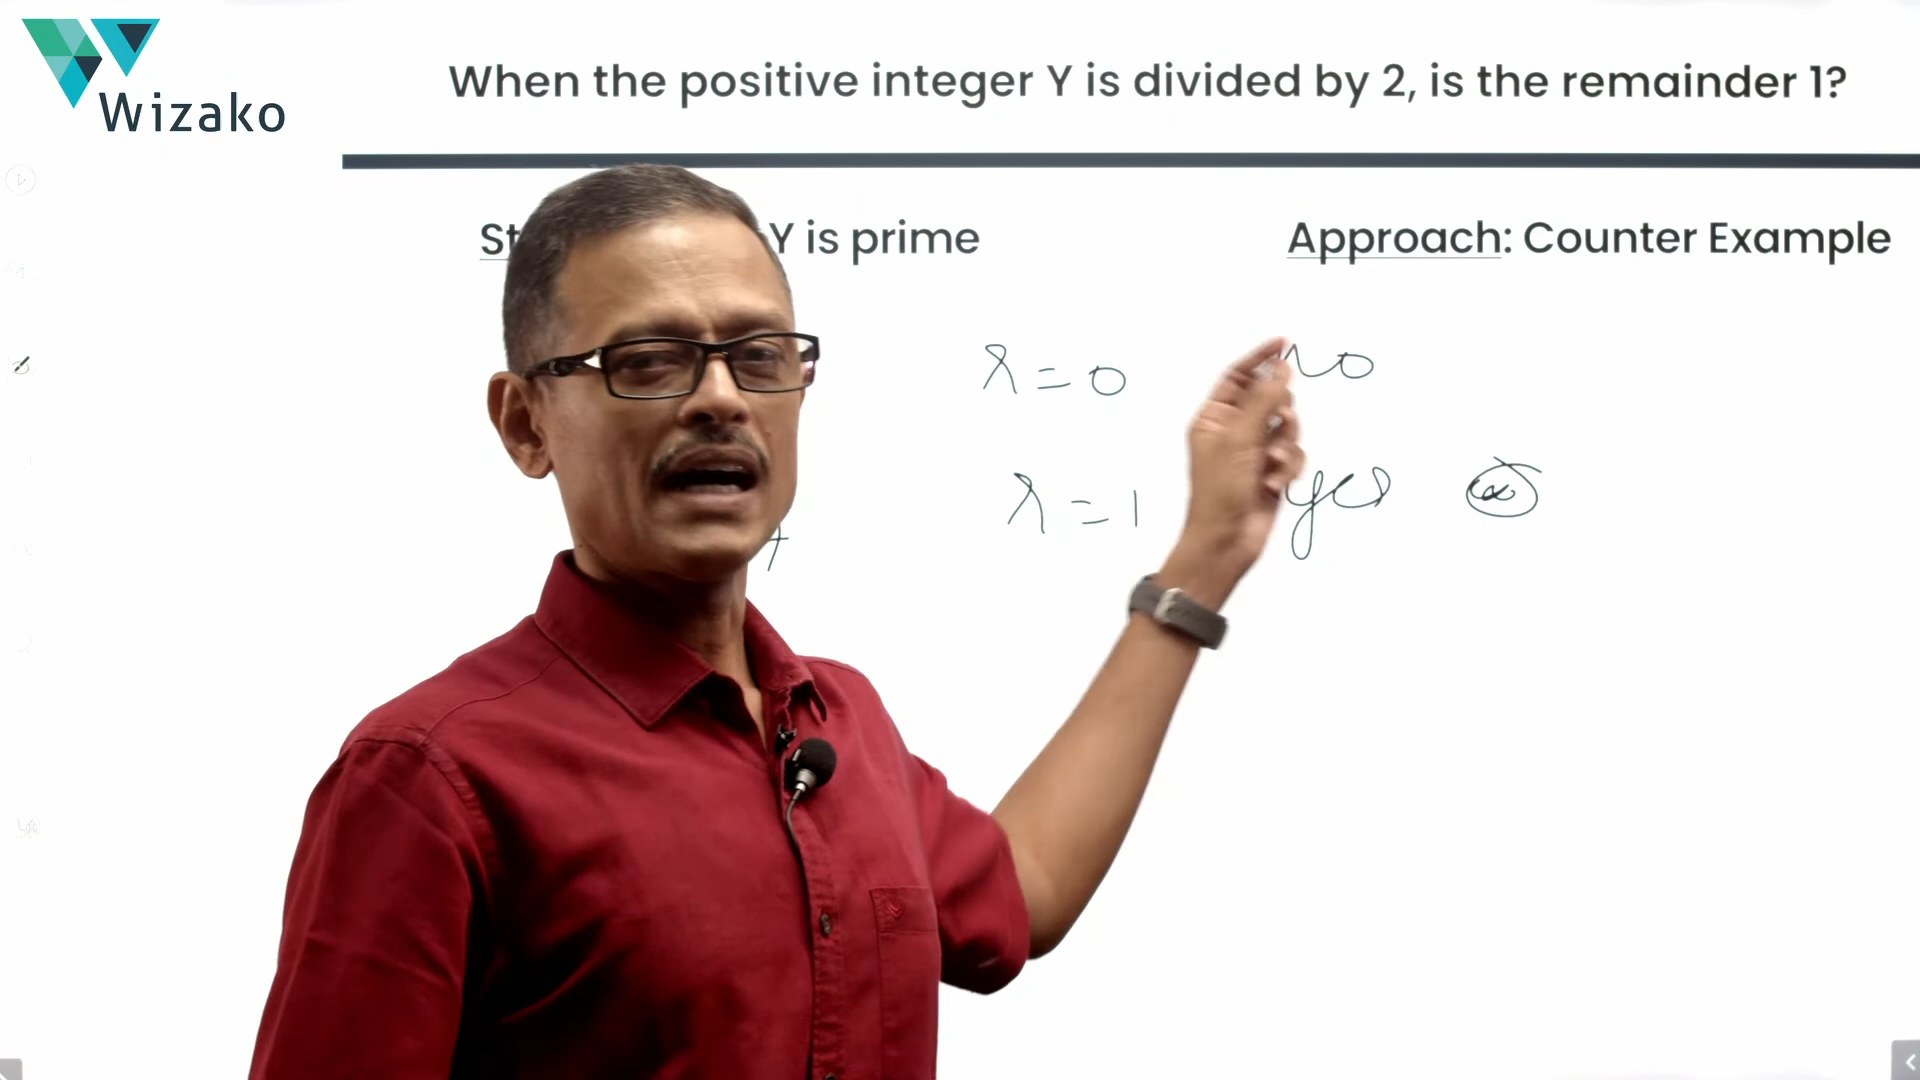 Wizako
When the positive integer Y is divided by 2, is the remainder 1?
St Y is prime
Approach: Counter Example
λ = 0 no
λ = 1 yes